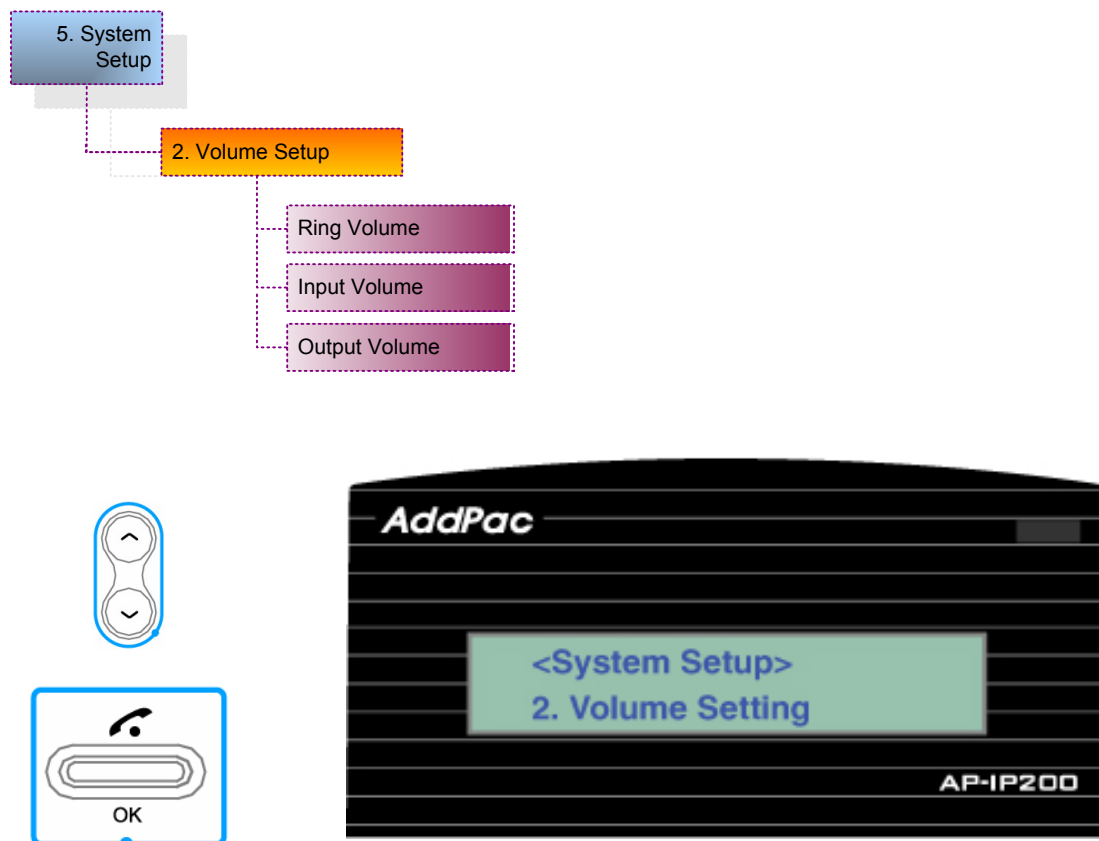 5. System
Setup
2. Volume Setup
Ring Volume
Input Volume
Output Volume
AddPac
<System Setup>
2. Volume Setting
OK
AP-IP200